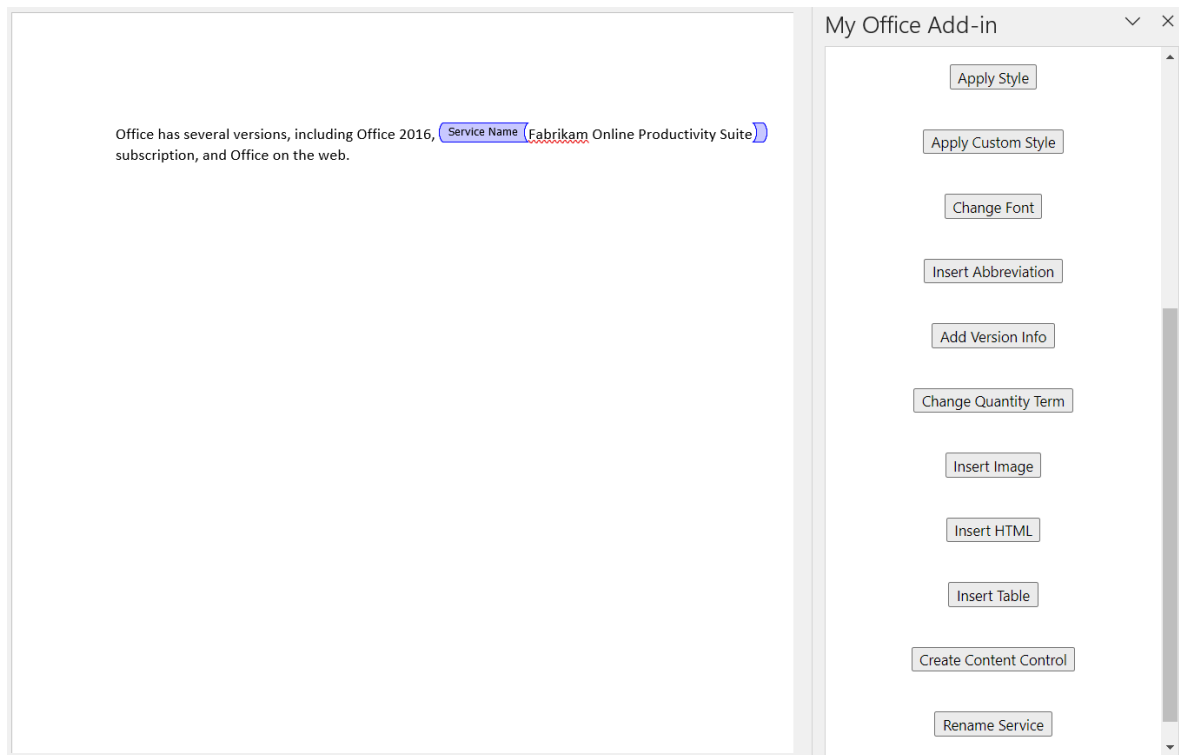 My Office Add-in
Office has several versions, including Office 2016, Service Name Fabrikam Online Productivity Suite
subscription, and Office on the web.
Apply Style
Apply Custom Style
Change Font
Insert Abbreviation
Add Version Info
Change Quantity Term
Insert Image
Insert HTML
Insert Table
Create Content Control
Rename Service